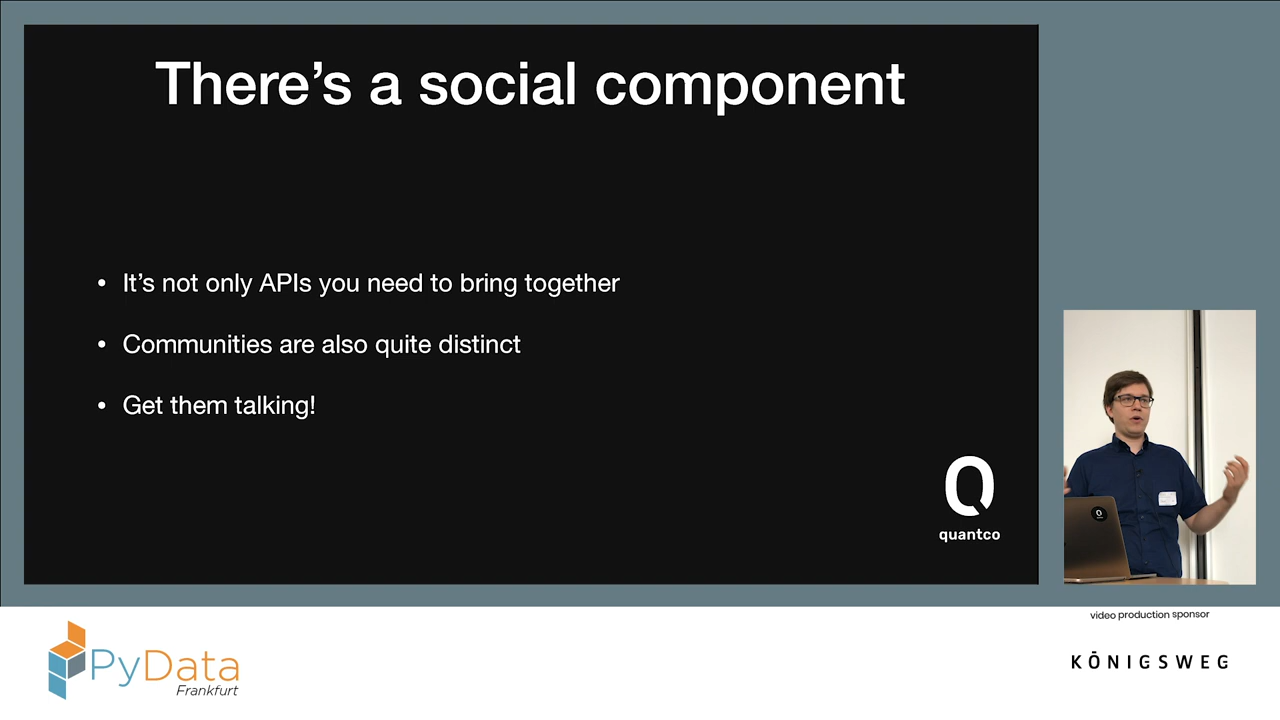 There’s a social component
• It’s not only APIs you need to bring together
• Communities are also quite distinct
• Get them talking!
quantco
PyData
Frankfurt
video production sponsor
KÖNIGSWEG